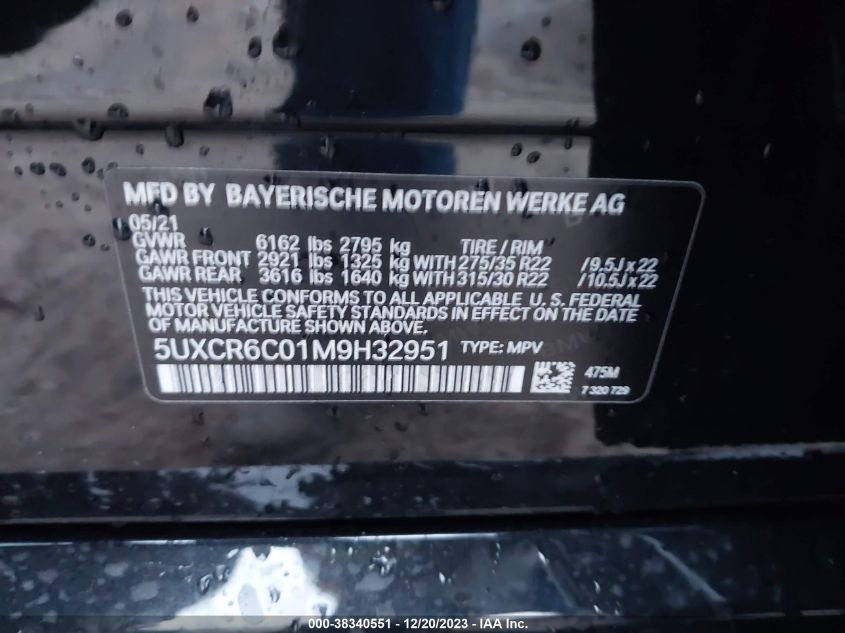 MFD BY BAYERISCHE MOTOREN WERKE AG
05/21
GVWR 6162 lbs 2795 kg TIRE / RIM
GAWR FRONT 2921 lbs 1325 kg WITH 275/35 R22 /9.5J x 22
GAWR REAR 3616 lbs 1640 kg WITH 315/30 R22 /10.5J x 22
THIS VEHICLE CONFORMS TO ALL APPLICABLE U. S. FEDERAL
MOTOR VEHICLE SAFETY STANDARDS IN EFFECT ON THE DATE
OF MANUFACTURE SHOWN ABOVE.
5UXCR6C01M9H32951 TYPE: MPV
475M
7 320 729
000-38340551 / 12/20/2023 / IAA Inc.